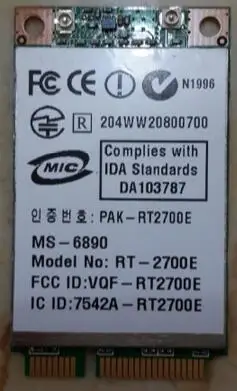 FC CE N1996
R 204WW20800700
MIC
Complies with
IDA Standards
DA103787
인증번호: PAK-RT2700E
MS-6890
Model No: RT-2700E
FCC ID:VQF-RT2700E
IC ID:7542A-RT2700E